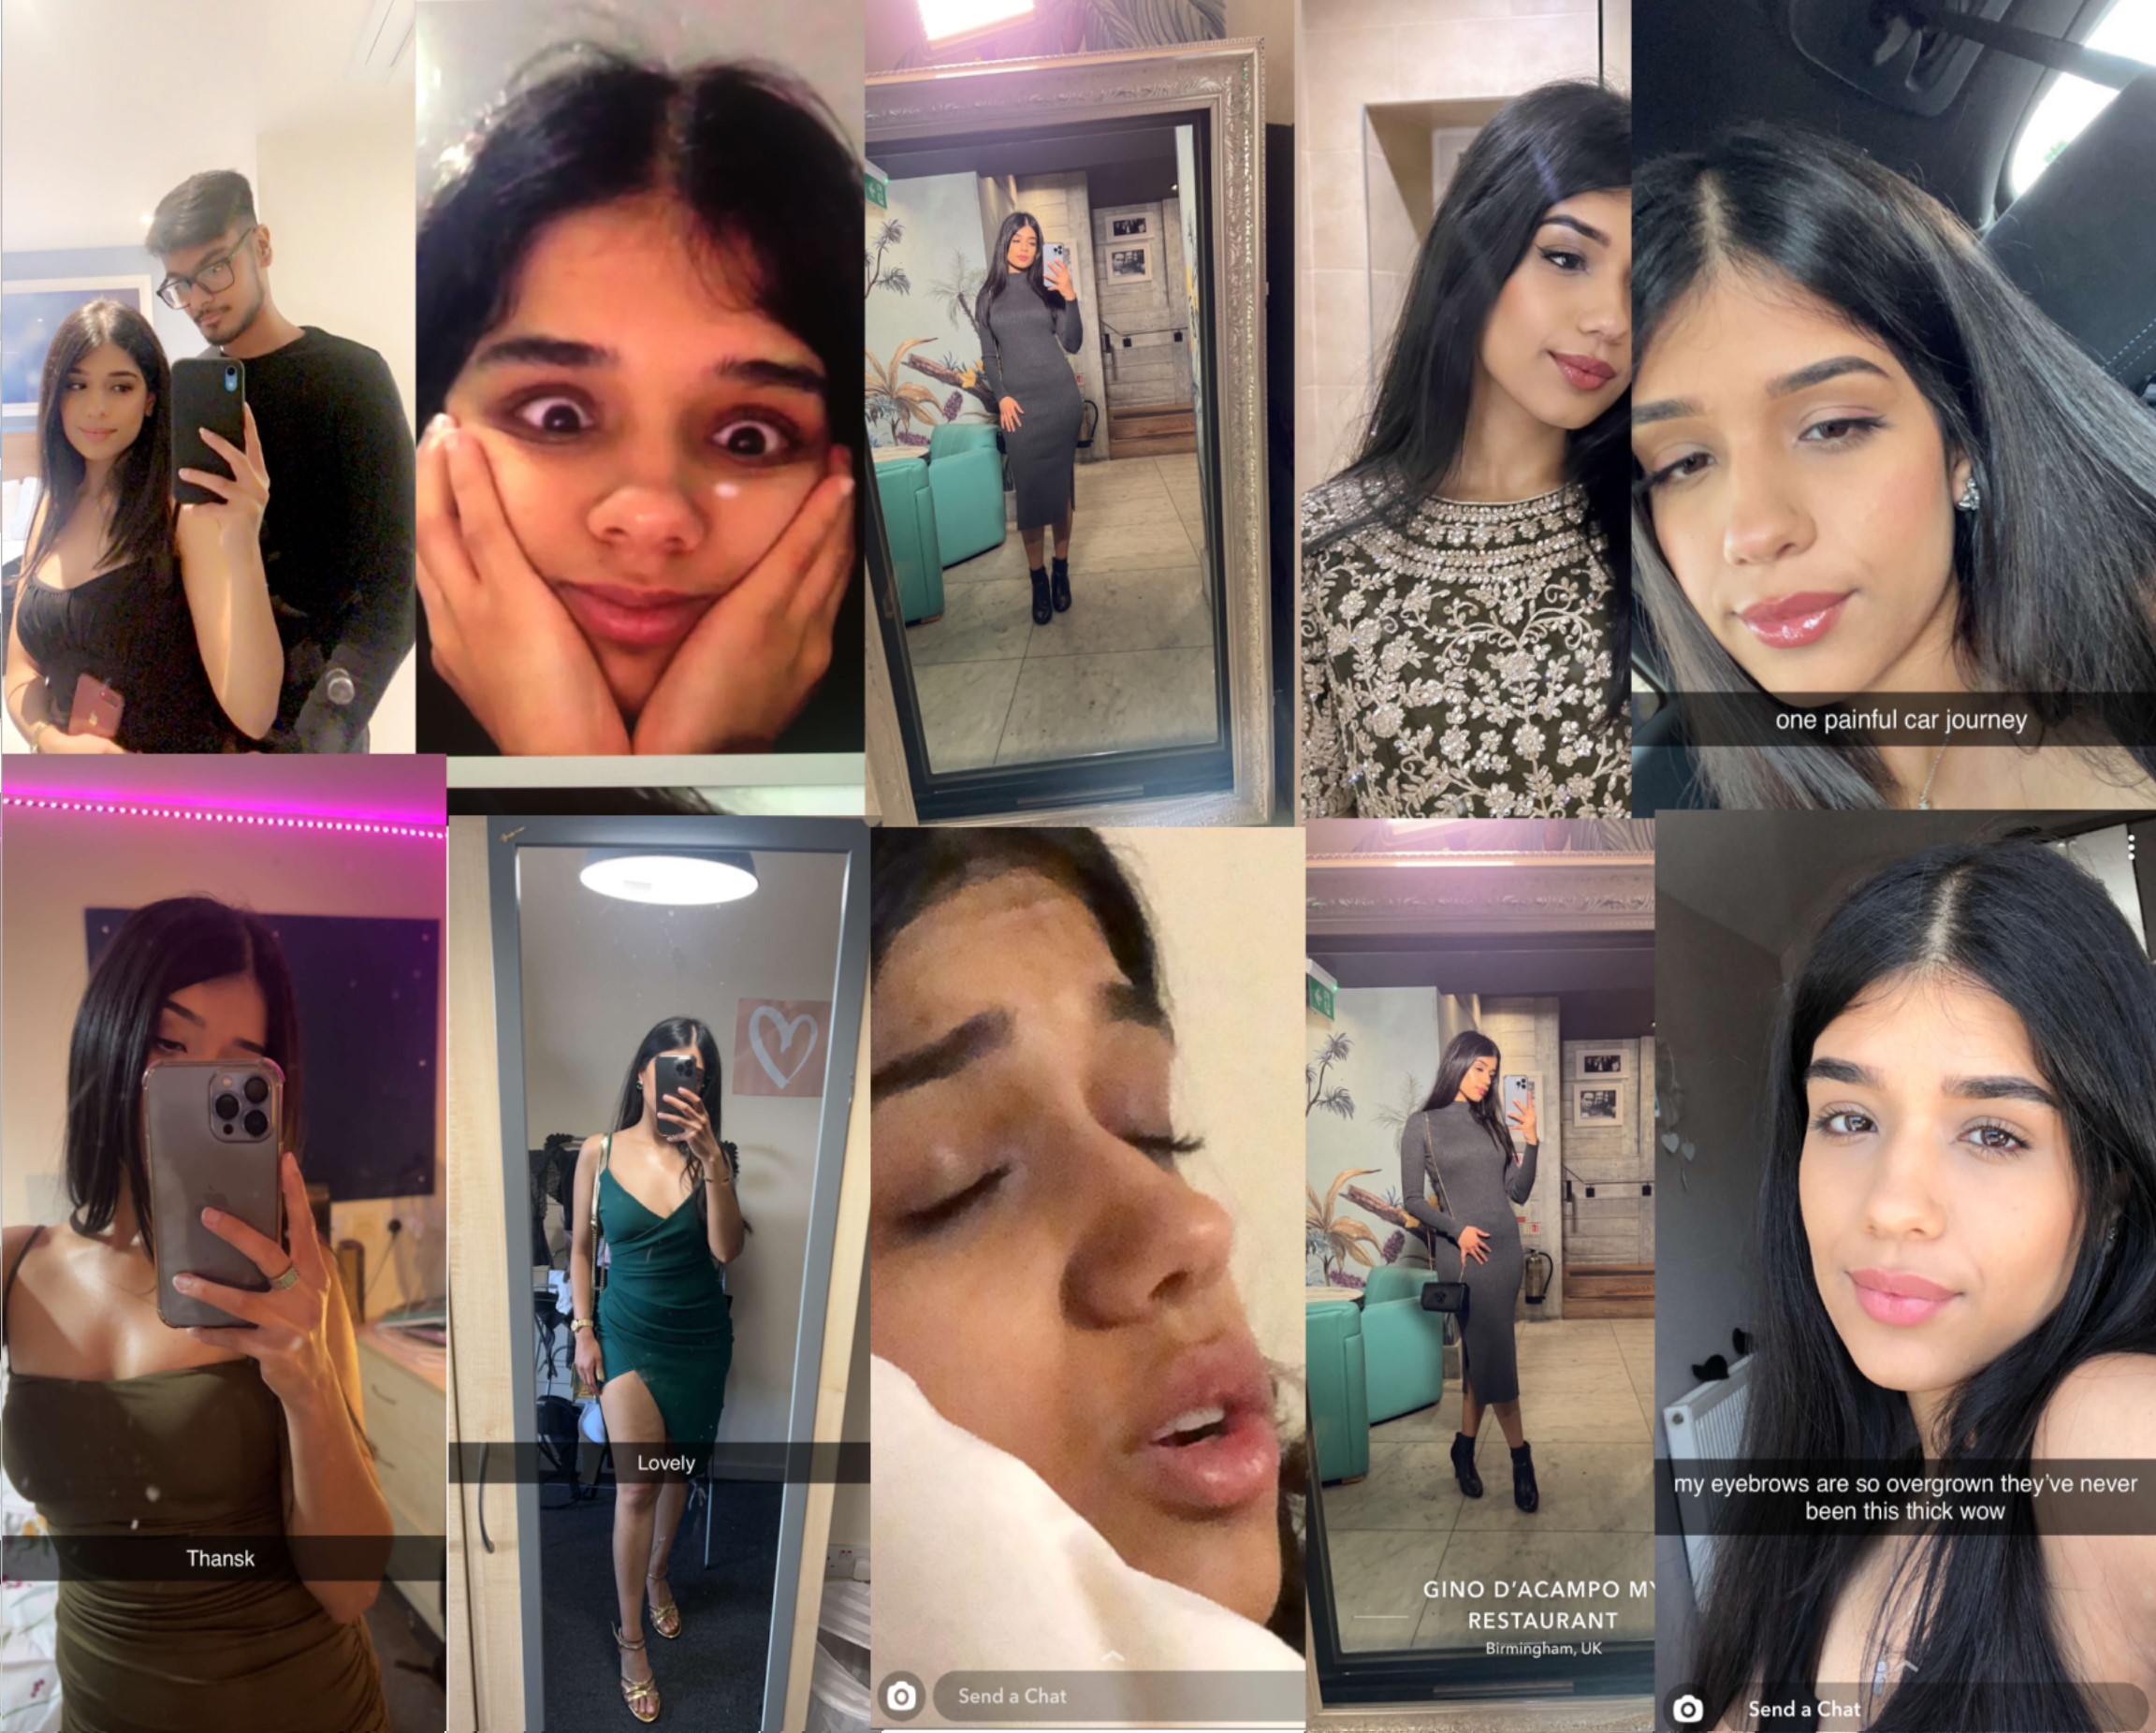 one painful car journey
Thansk
Lovely
Send a Chat
GINO D'ACAMPO MY
RESTAURANT
Birmingham, UK
my eyebrows are so overgrown they've never
been this thick wow
Send a Chat